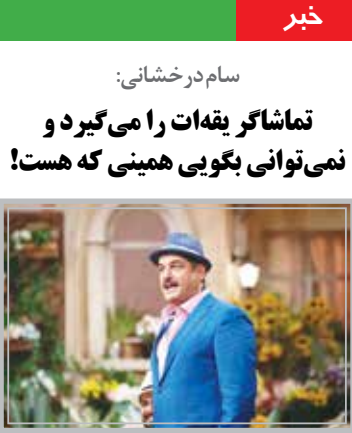 خبر
سام درخشانی:
تماشاگر یقه‌ات را می‌گیرد و
نمی‌توانی بگویی همینی که هست!